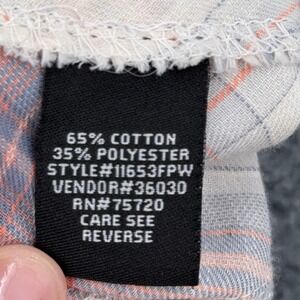 65% COTTON
35% POLYESTER
STYLE#11653FPW
VENDOR#36030
RN#75720
CARE SEE
REVERSE